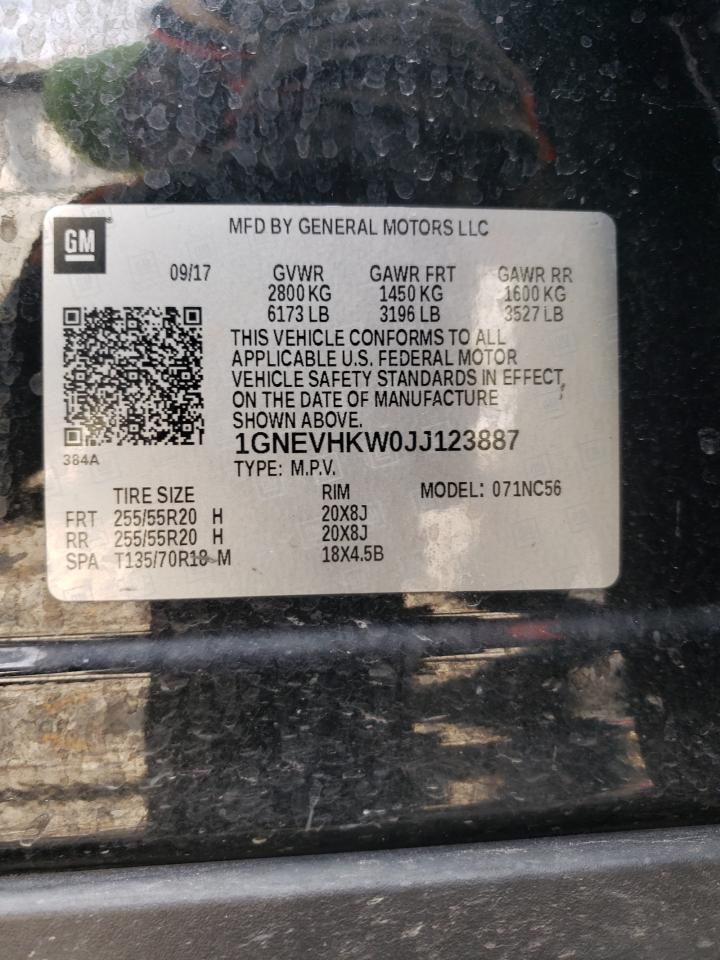 MFD BY GENERAL MOTORS LLC
GM
09/17 GVWR GAWR FRT GAWR RR
2800 KG 1450 KG 1600 KG
6173 LB 3196 LB 3527 LB
THIS VEHICLE CONFORMS TO ALL
APPLICABLE U.S. FEDERAL MOTOR
VEHICLE SAFETY STANDARDS IN EFFECT
ON THE DATE OF MANUFACTURE
SHOWN ABOVE.
1GNEVHKW0JJ123887
384A
TYPE: M.P.V.
TIRE SIZE RIM MODEL: 071NC56
FRT 255/55R20 H 20X8J
RR 255/55R20 H 20X8J
SPA T135/70R18 M 18X4.5B